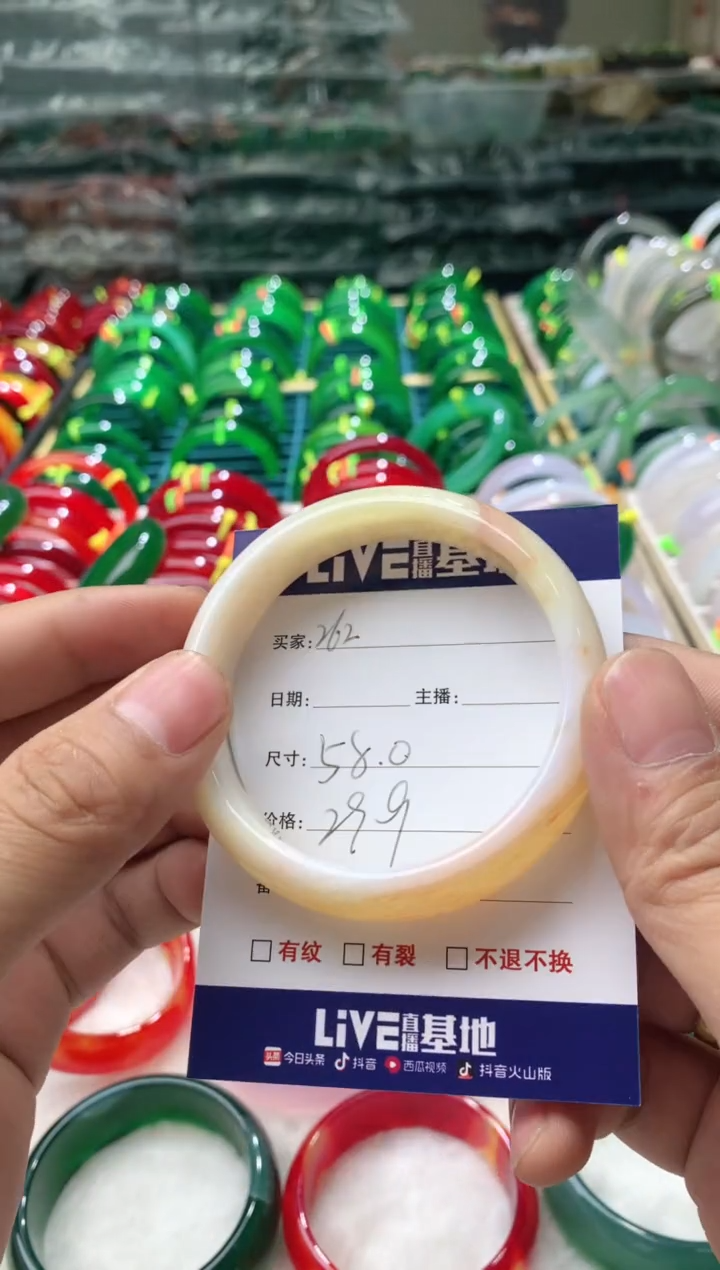 LIVE直播基地
买家: 262
日期: 主播:
尺寸: 58.0
价格: 299
□有纹 □有裂 □不退不换
LIVE直播基地
头条 今日头条 抖音 西瓜视频 抖音火山版